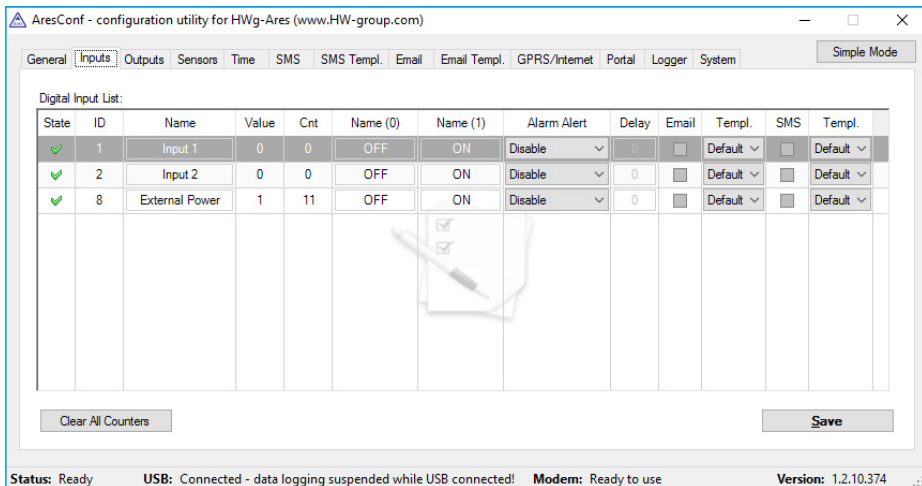 AresConf - configuration utility for HWg-Ares (www.HW-group.com)
General Inputs Outputs Sensors Time SMS SMS Templ. Email Email Templ. GPRS/Internet Portal Logger System Simple Mode
Digital Input List:
State ID Name Value Cnt Name (0) Name (1) Alarm Alert Delay Email Templ. SMS Templ.
1 Input 1 0 0 OFF ON Disable 0 Default Default
2 Input 2 0 0 OFF ON Disable 0 Default Default
8 External Power 1 11 OFF ON Disable 0 Default Default
Clear All Counters Save
Status: Ready USB: Connected - data logging suspended while USB connected! Modem: Ready to use Version: 1.2.10.374